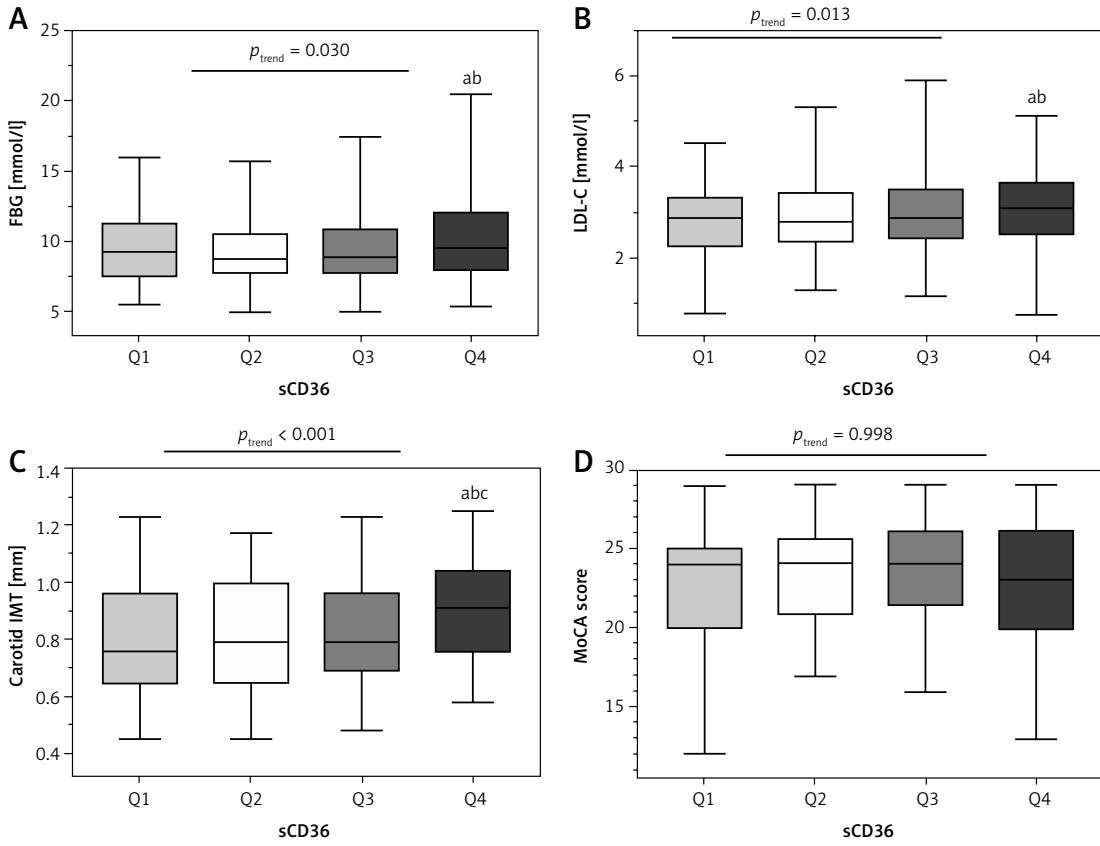 A
p_trend = 0.030
FBG [mmol/l]
25
20
15
10
5
ab
Q1 Q2 Q3 Q4
sCD36
B
p_trend = 0.013
LDL-C [mmol/l]
6
4
2
ab
Q1 Q2 Q3 Q4
sCD36
C
p_trend < 0.001
Carotid IMT [mm]
1.4
1.2
1.0
0.8
0.6
0.4
abc
Q1 Q2 Q3 Q4
sCD36
D
p_trend = 0.998
MoCA score
30
25
20
15
Q1 Q2 Q3 Q4
sCD36